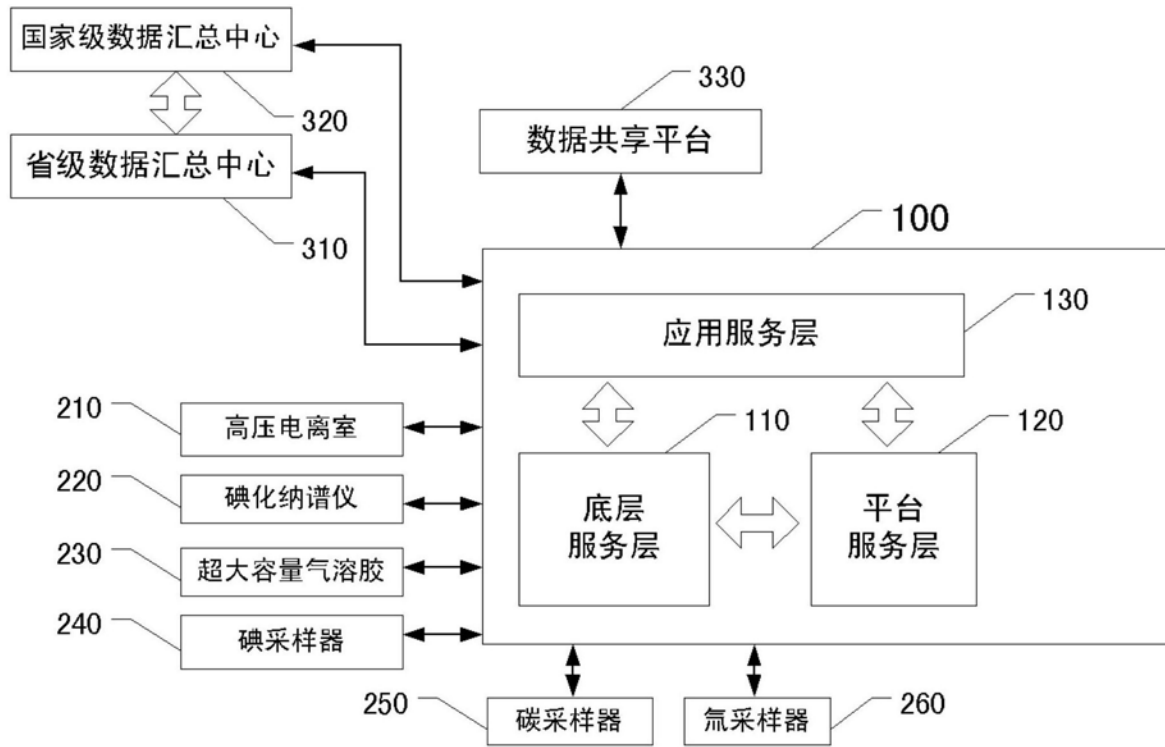 国家级数据汇总中心
320
330
数据共享平台
省级数据汇总中心
310
100
130
应用服务层
210
高压电离室
110
120
220
碘化纳谱仪
底层
服务层
平台
服务层
230
超大容量气溶胶
240
碘采样器
250
碳采样器
氚采样器
260